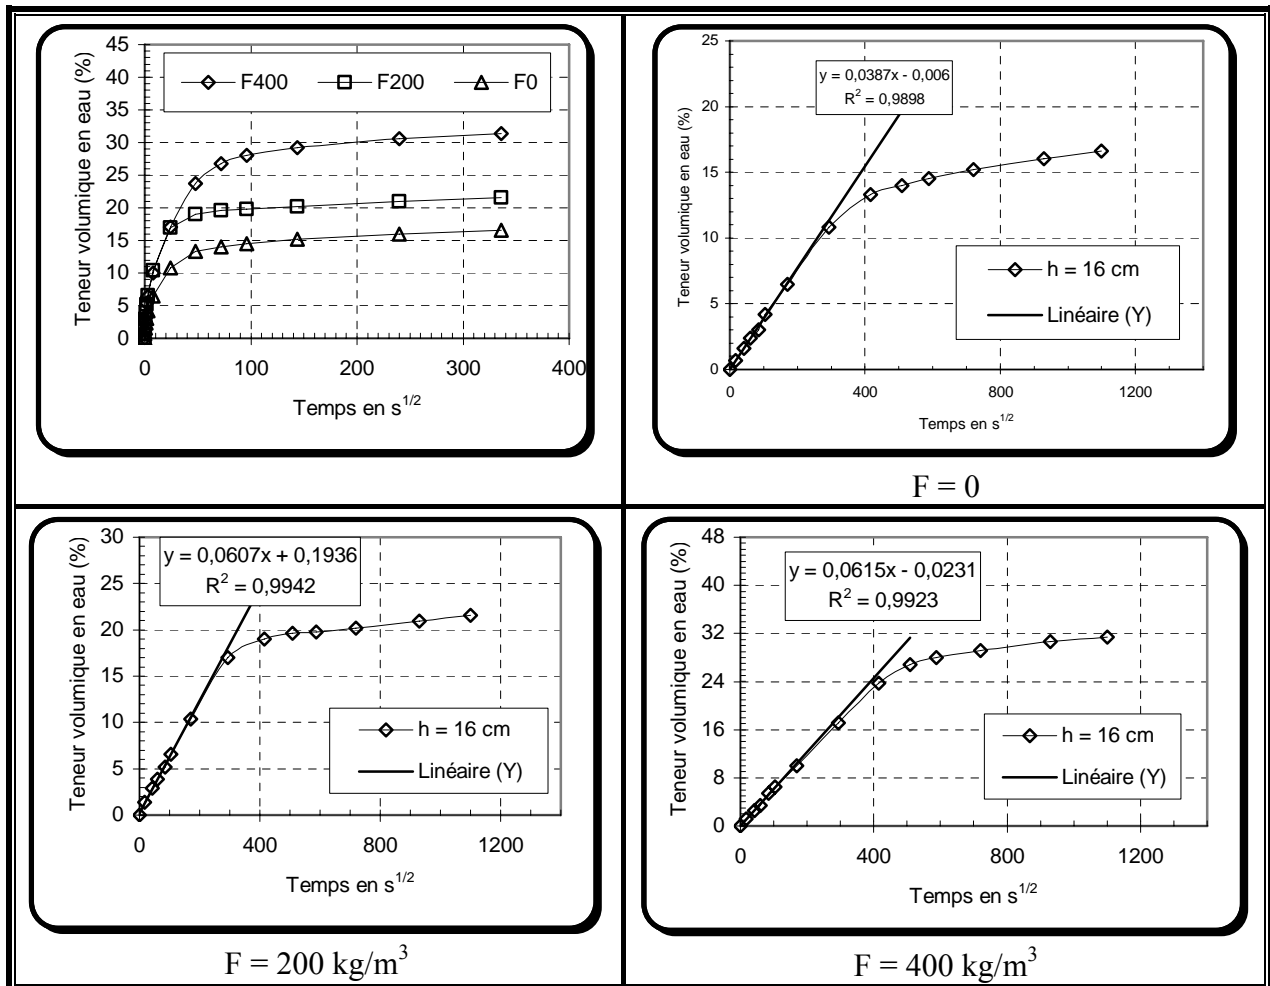 Teneur volumique en eau (%)
45
40
35
30
25
20
15
10
5
0
F400 F200 F0
0 100 200 300 400
Temps en s^1/2
Teneur volumique en eau (%)
25
20
15
10
5
0
y = 0,0387x - 0,006
R² = 0,9898
h = 16 cm
Linéaire (Y)
0 400 800 1200
Temps en s^1/2
F = 0
Teneur volumique en eau (%)
30
25
20
15
10
5
0
y = 0,0607x + 0,1936
R² = 0,9942
h = 16 cm
Linéaire (Y)
0 400 800 1200
Temps en s^1/2
F = 200 kg/m³
Teneur volumique en eau (%)
48
40
32
24
16
8
0
y = 0,0615x - 0,0231
R² = 0,9923
h = 16 cm
Linéaire (Y)
0 400 800 1200
Temps en s^1/2
F = 400 kg/m³